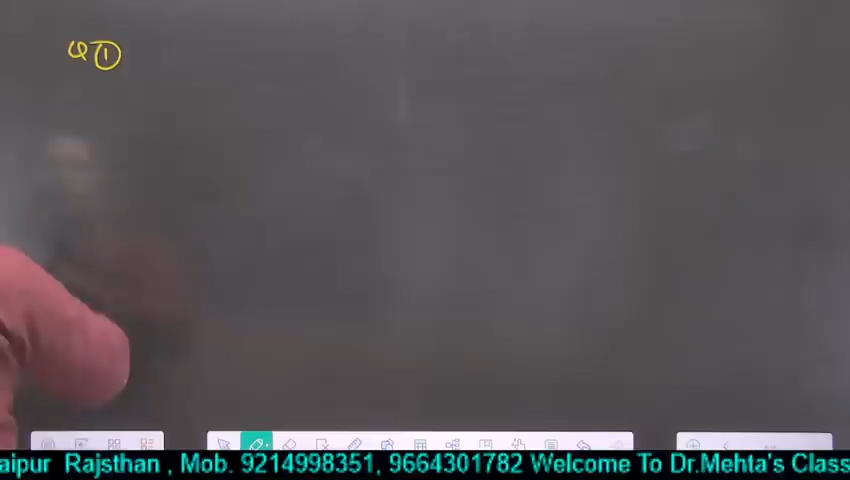 Q①
aipur Rajsthan , Mob. 9214998351, 9664301782 Welcome To Dr.Mehta's Class